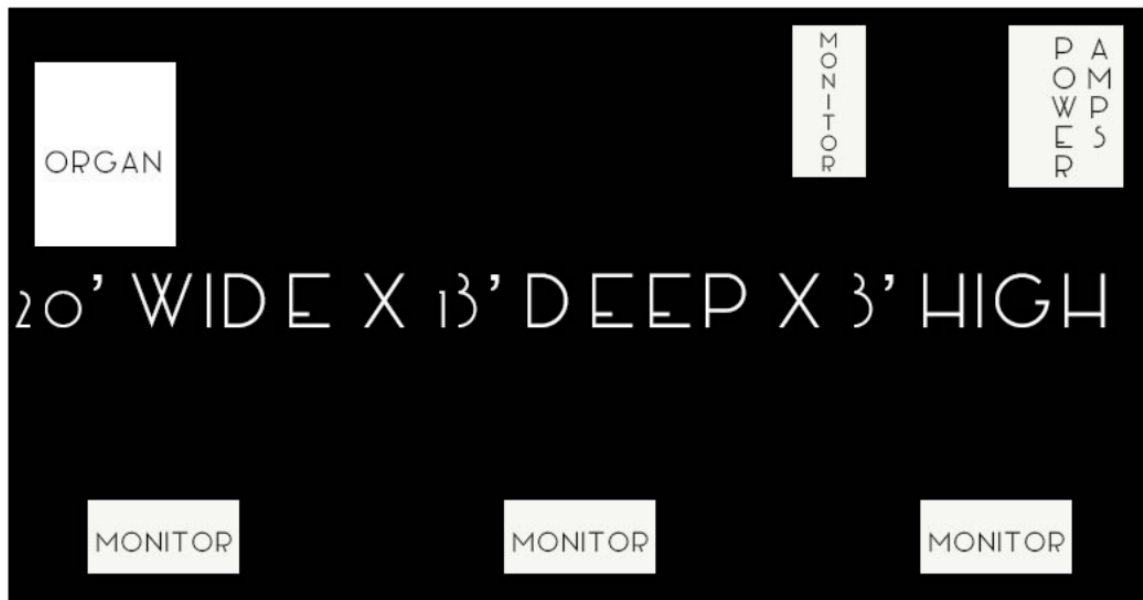 MONITOR
POWER
AMPS
ORGAN
20' WIDE X 13' DEEP X 3' HIGH
MONITOR
MONITOR
MONITOR